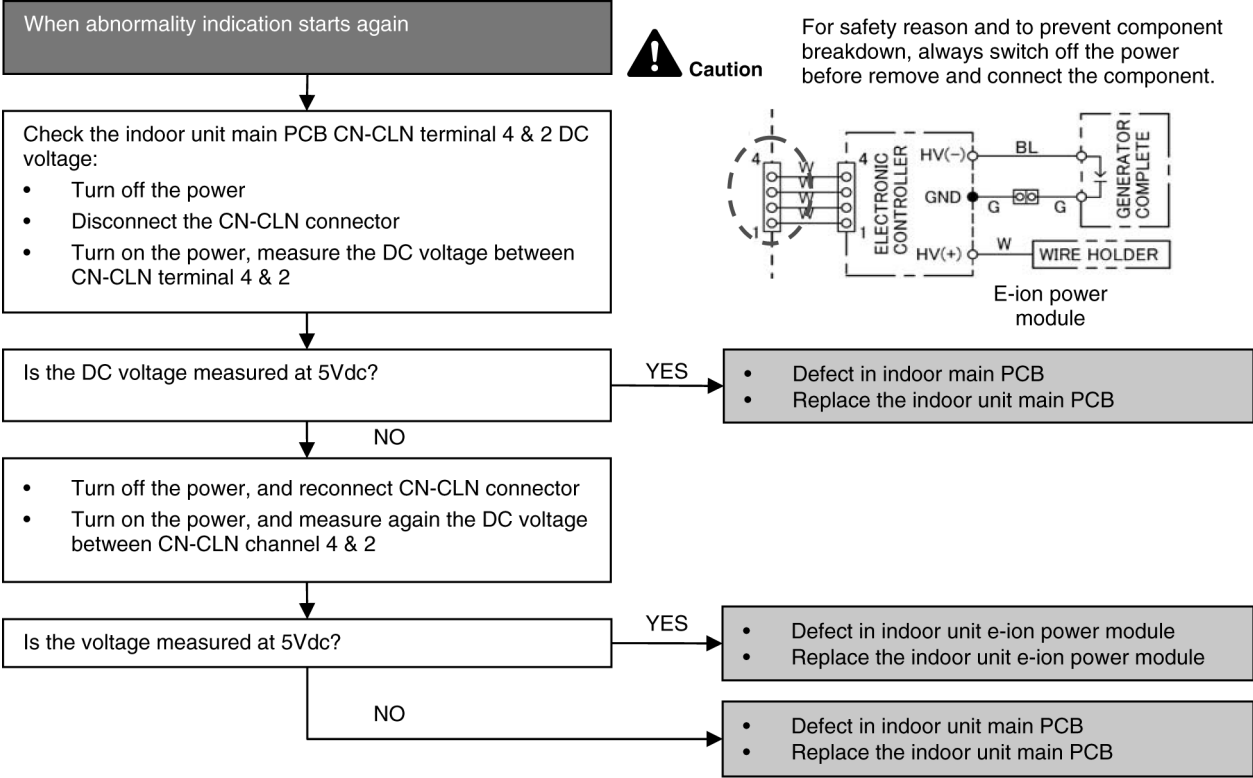 When abnormality indication starts again
Caution
For safety reason and to prevent component
breakdown, always switch off the power
before remove and connect the component.
Check the indoor unit main PCB CN-CLN terminal 4 & 2 DC
voltage:
• Turn off the power
• Disconnect the CN-CLN connector
• Turn on the power, measure the DC voltage between
CN-CLN terminal 4 & 2
4
1
W
W
W
W
4
1
ELECTRONIC
CONTROLLER
HV(-)
BL
GND
G
G
HV(+)
W
WIRE HOLDER
GENERATOR
COMPLETE
E-ion power
module
Is the DC voltage measured at 5Vdc?
YES
• Defect in indoor main PCB
• Replace the indoor unit main PCB
NO
• Turn off the power, and reconnect CN-CLN connector
• Turn on the power, and measure again the DC voltage
between CN-CLN channel 4 & 2
Is the voltage measured at 5Vdc?
YES
• Defect in indoor unit e-ion power module
• Replace the indoor unit e-ion power module
NO
• Defect in indoor unit main PCB
• Replace the indoor unit main PCB